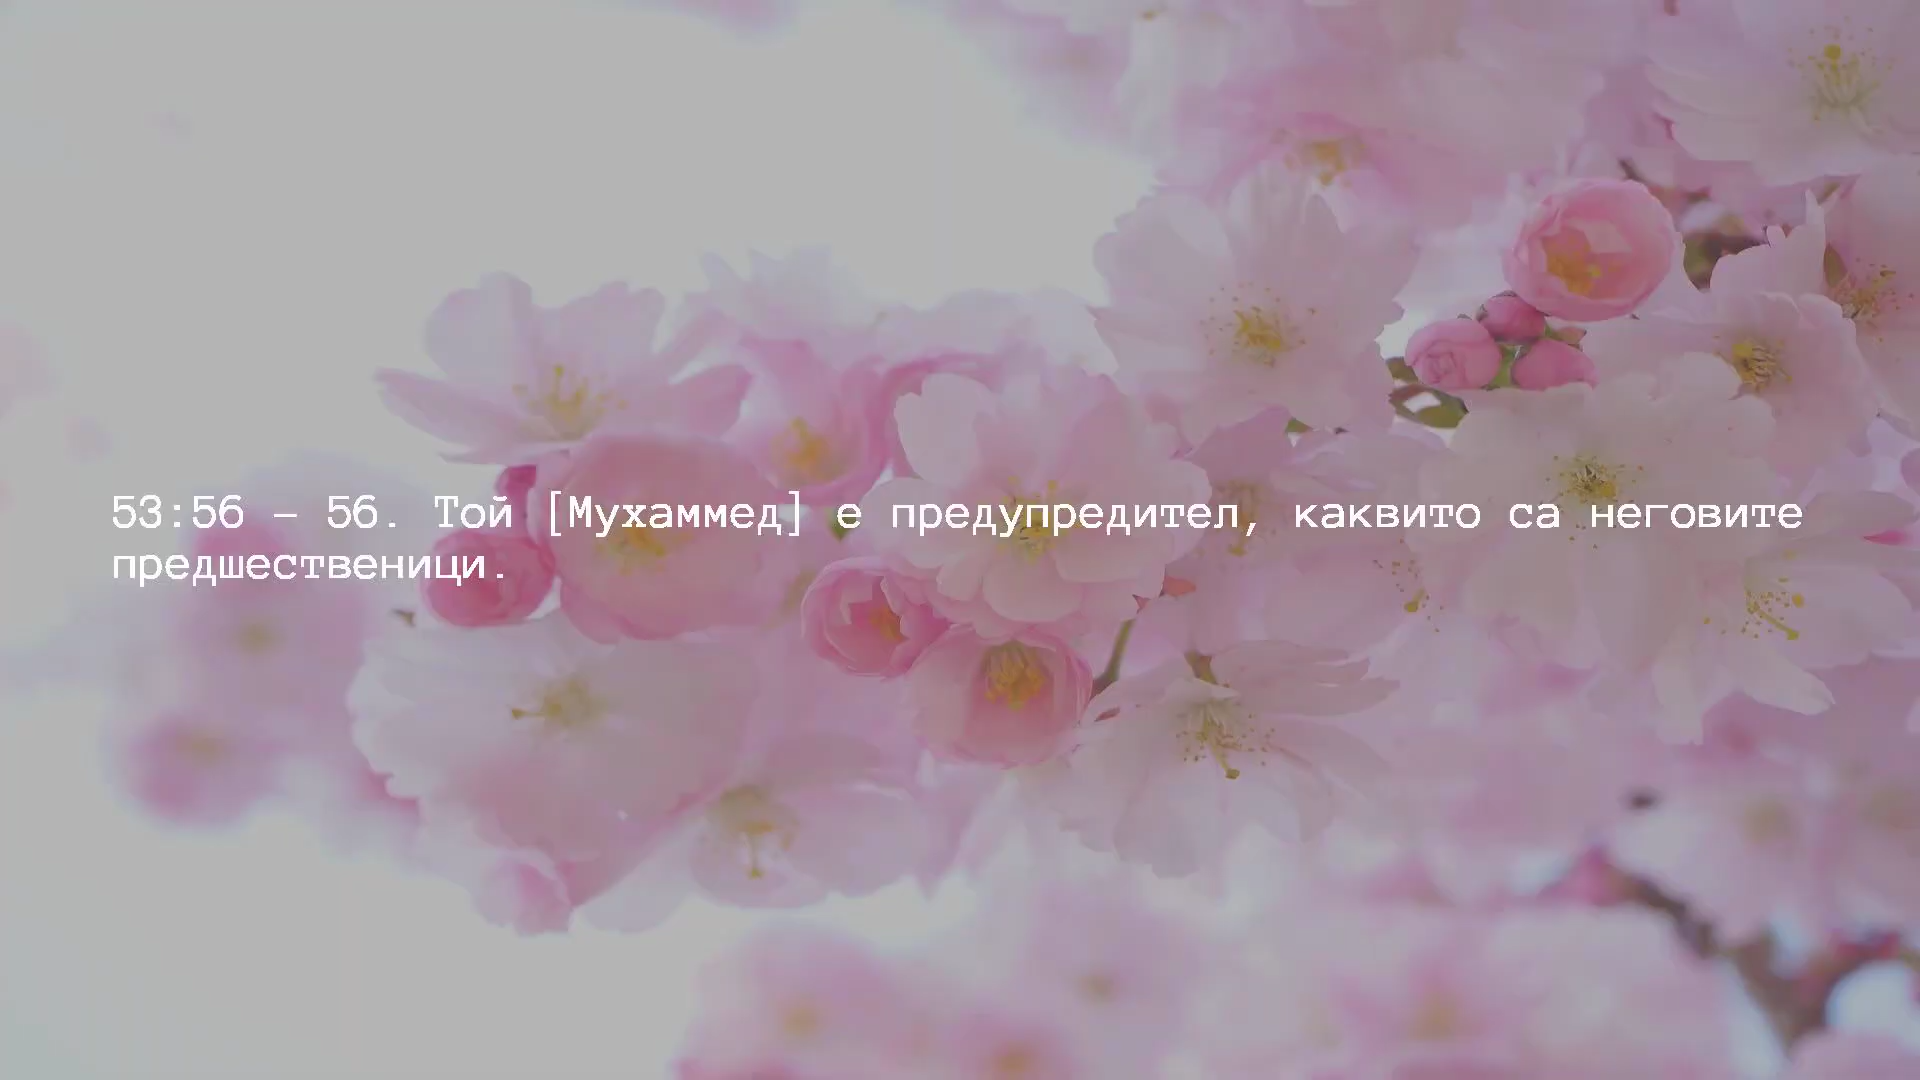 53:56 – 56. Той [Мухаммед] е предупредител, каквито са неговите
предшественици.